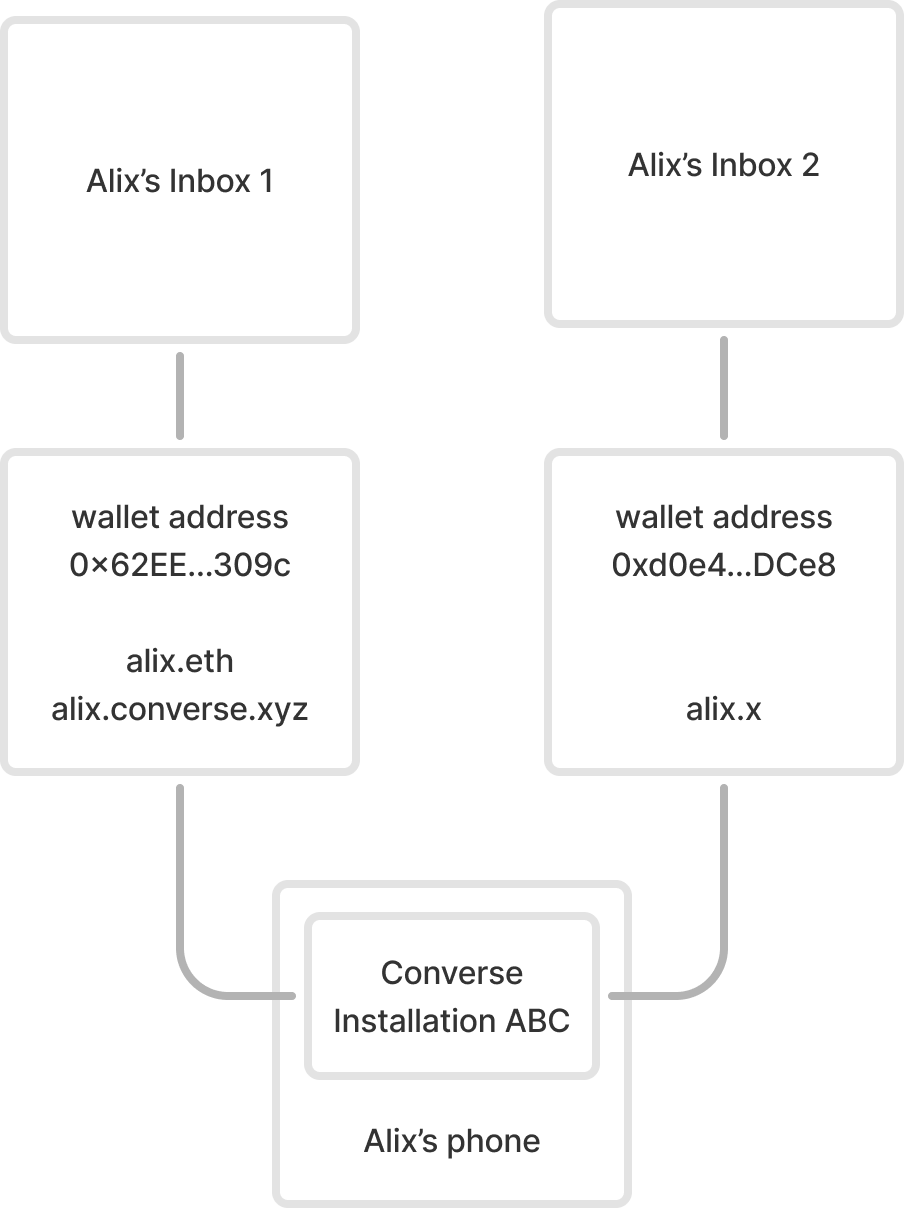 Alix’s Inbox 1
Alix’s Inbox 2
wallet address
0×62EE...309c
alix.eth
alix.converse.xyz
wallet address
0xd0e4...DCe8
alix.x
Converse
Installation ABC
Alix’s phone